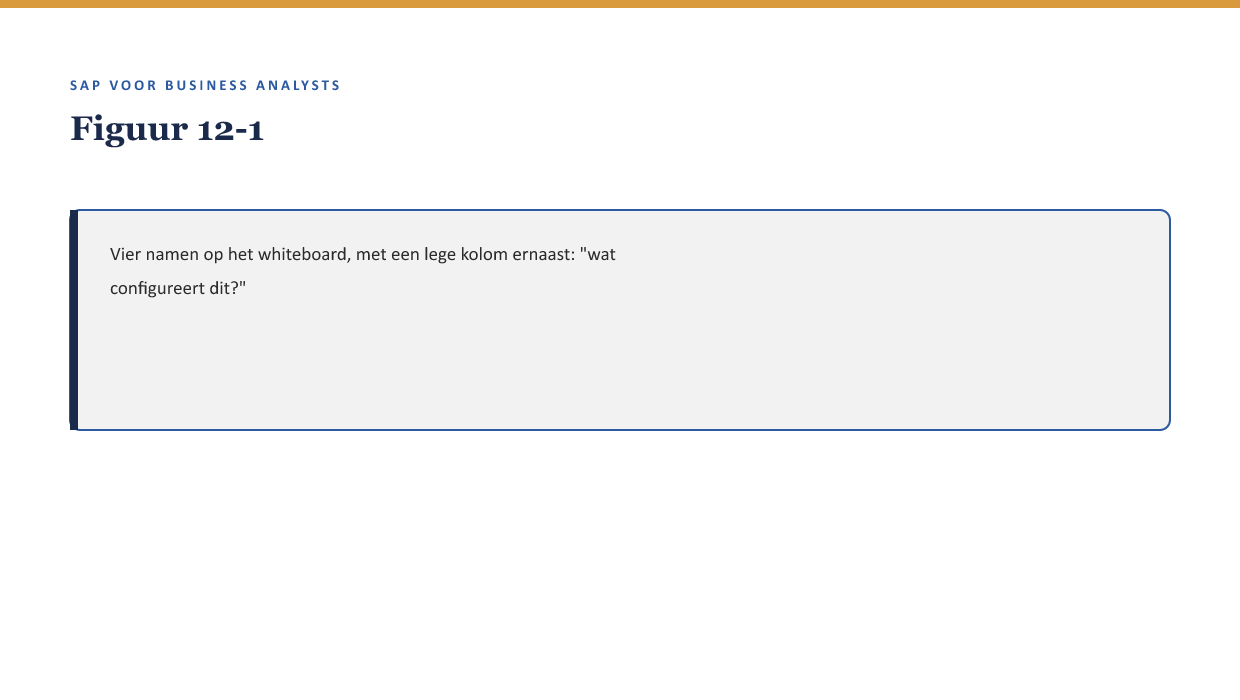 SAP VOOR BUSINESS ANALYSTS
Figuur 12-1
Vier namen op het whiteboard, met een lege kolom ernaast: "wat
configureert dit?"